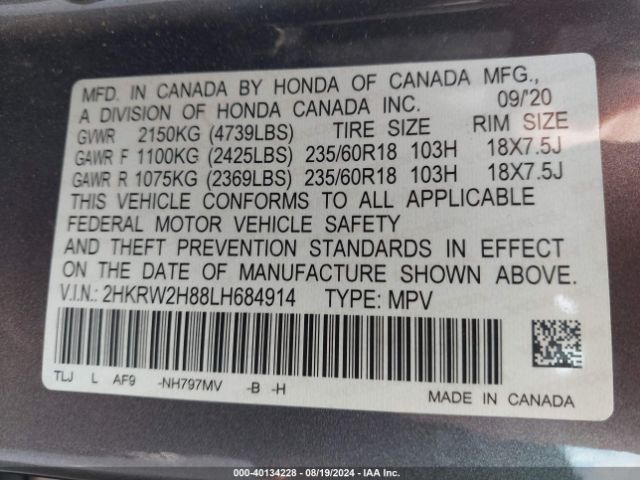 MFD. IN CANADA BY HONDA OF CANADA MFG.,
A DIVISION OF HONDA CANADA INC. 09/'20
GVWR 2150KG (4739LBS) TIRE SIZE RIM SIZE
GAWR F 1100KG (2425LBS) 235/60R18 103H 18X7.5J
GAWR R 1075KG (2369LBS) 235/60R18 103H 18X7.5J
THIS VEHICLE CONFORMS TO ALL APPLICABLE
FEDERAL MOTOR VEHICLE SAFETY
AND THEFT PREVENTION STANDARDS IN EFFECT
ON THE DATE OF MANUFACTURE SHOWN ABOVE.
V.I.N.: 2HKRW2H88LH684914 TYPE: MPV
TLJ L AF9 -NH797MV -B -H
MADE IN CANADA
000-40134228 - 08/19/2024 - IAA Inc.